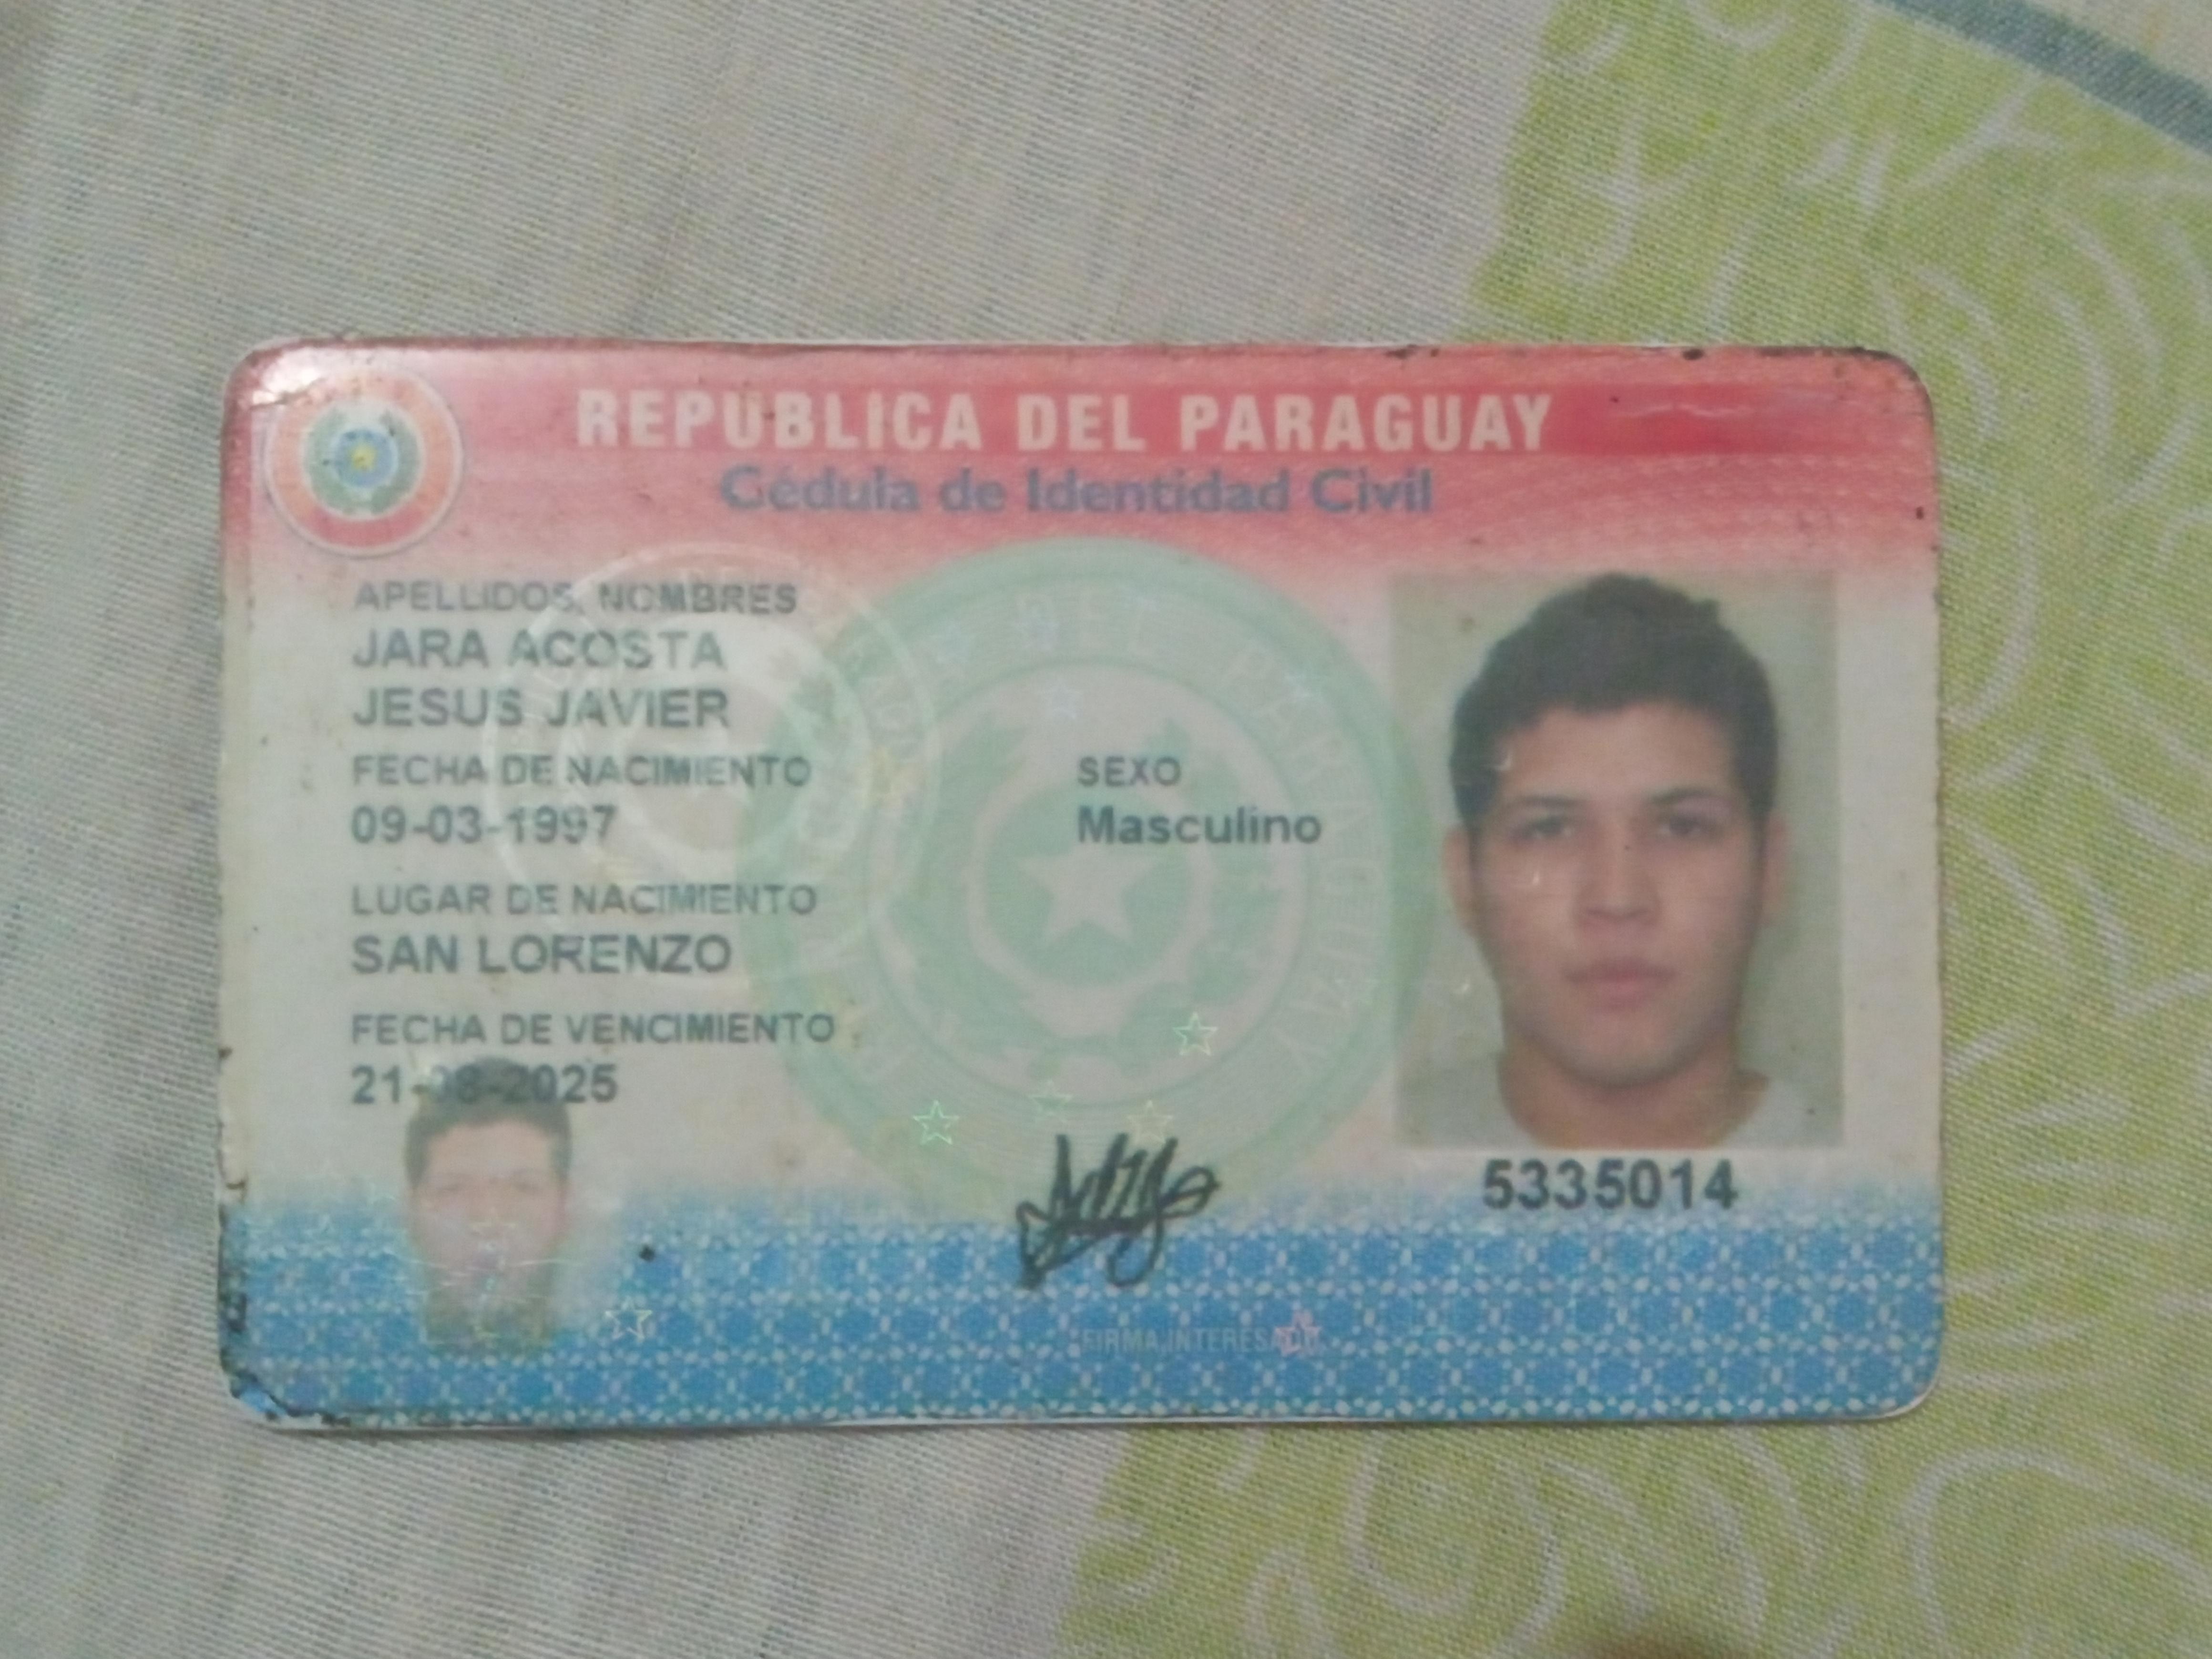 REPUBLICA DEL PARAGUAY
Cédula de Identidad Civil
APELLIDOS, NOMBRES
JARA ACOSTA
JESUS JAVIER
FECHA DE NACIMIENTO
09-03-1997
SEXO
Masculino
LUGAR DE NACIMIENTO
SAN LORENZO
FECHA DE VENCIMIENTO
21-08-2025
5335014
FIRMA INTERESADO